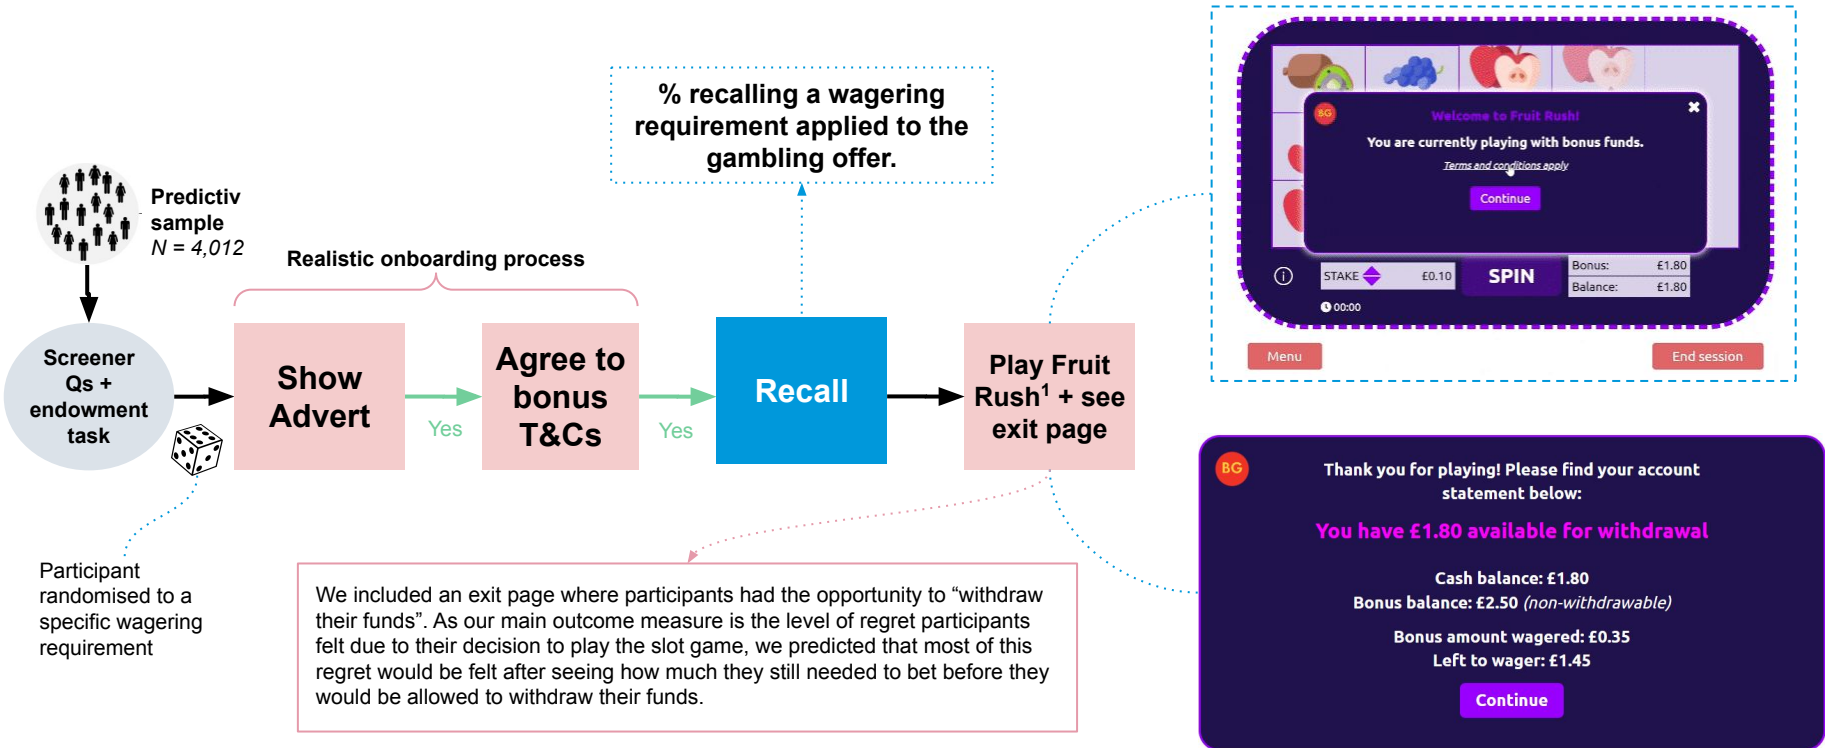 Predictiv
sample
N = 4,012
Screener
Qs +
endowment
task
Participant
randomised to a
specific wagering
requirement
Realistic onboarding process
Show
Advert
Yes
Agree to
bonus
T&Cs
Yes
% recalling a wagering
requirement applied to the
gambling offer.
Recall
Play Fruit
Rush¹ + see
exit page
We included an exit page where participants had the opportunity to “withdraw
their funds”. As our main outcome measure is the level of regret participants
felt due to their decision to play the slot game, we predicted that most of this
regret would be felt after seeing how much they still needed to bet before they
would be allowed to withdraw their funds.
BG
Welcome to Fruit Rush!
You are currently playing with bonus funds.
Terms and conditions apply
Continue
STAKE £0.10
SPIN
Bonus: £1.80
Balance: £1.80
00:00
Menu
End session
BG
Thank you for playing! Please find your account
statement below:
You have £1.80 available for withdrawal
Cash balance: £1.80
Bonus balance: £2.50 (non-withdrawable)
Bonus amount wagered: £0.35
Left to wager: £1.45
Continue